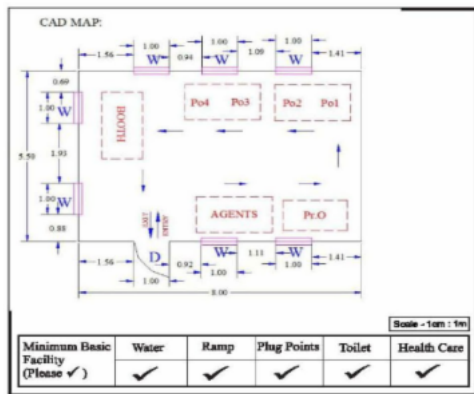 CAD MAP:
1.56 1.00 0.94 1.00 1.09 1.00 1.41
W W W
0.69
1.00 W
1.93
5.50
1.00 W
0.88
BOOTH
Po4 Po3
Po2 Po1
EXIT
ENTRY
AGENTS
Pr.O
D W W
1.56 1.00 0.92 1.00 1.11 1.00 1.41
8.00
Scale - 1cm : 1m
Minimum Basic Facility (Please ✓) Water Ramp Plug Points Toilet Health Care
✓ ✓ ✓ ✓ ✓